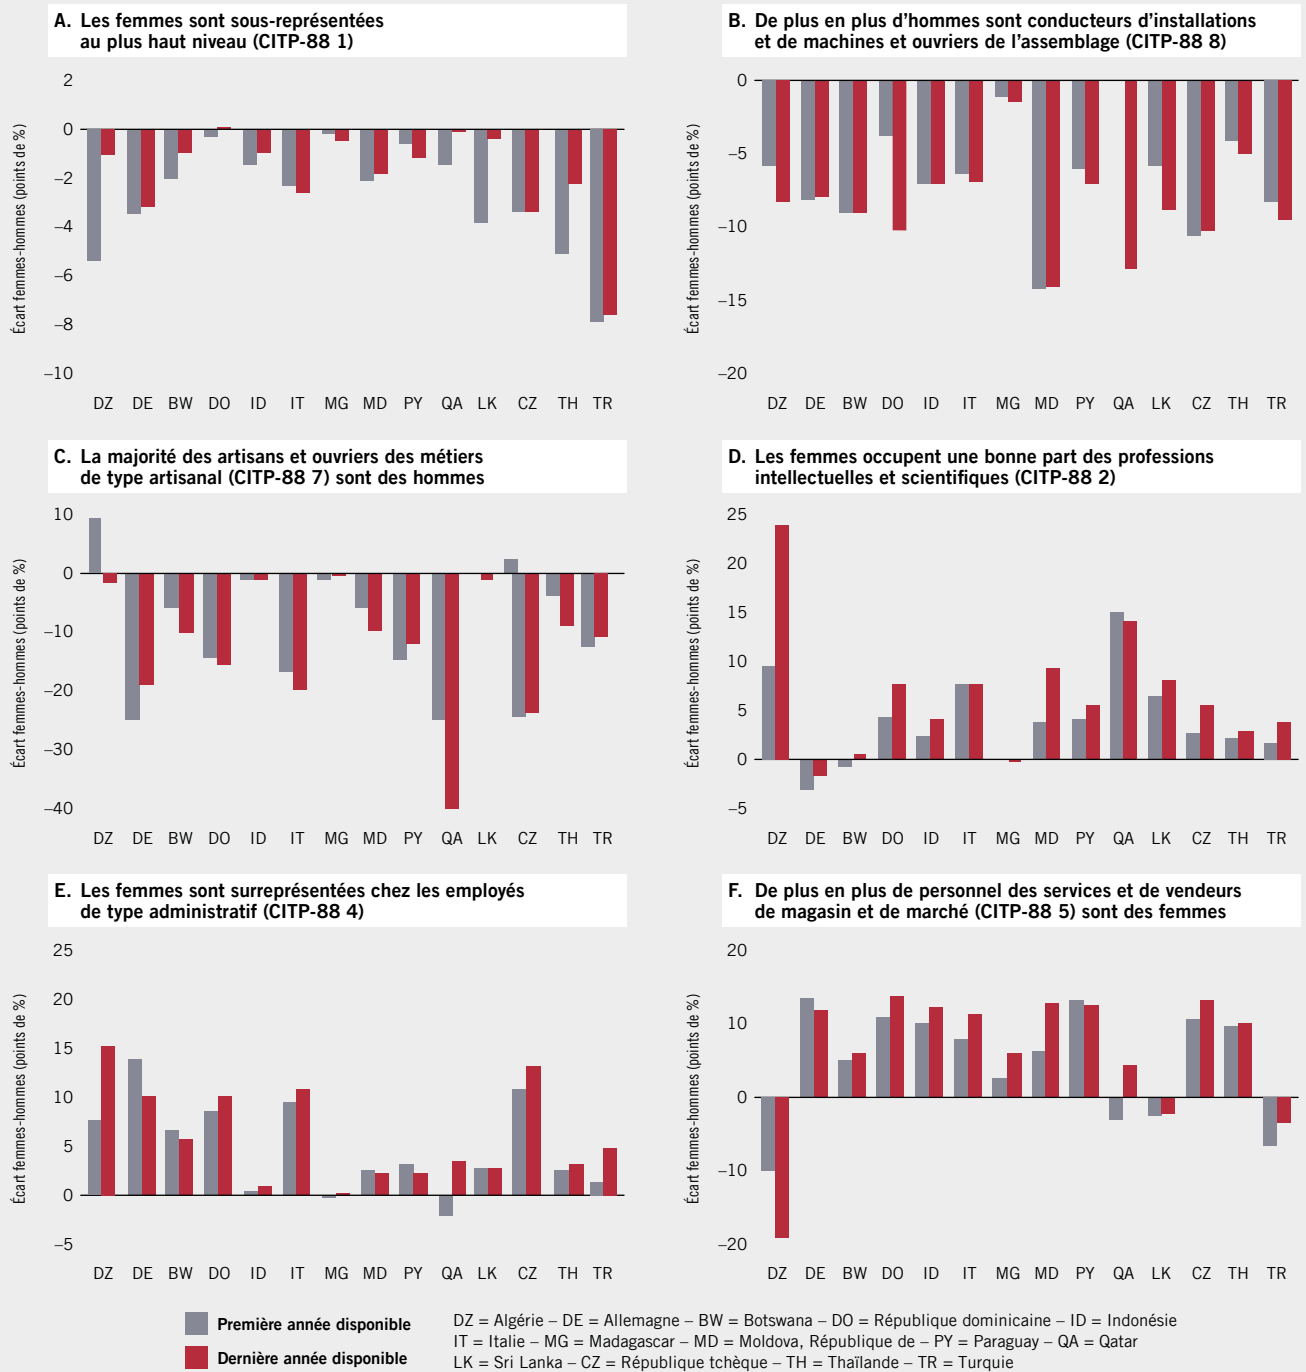 A. Les femmes sont sous-représentées
au plus haut niveau (CITP-88 1)
Écart femmes-hommes (points de %)
2
0
–2
–4
–6
–8
–10
DZ DE BW DO ID IT MG MD PY QA LK CZ TH TR
B. De plus en plus d’hommes sont conducteurs d’installations
et de machines et ouvriers de l’assemblage (CITP-88 8)
Écart femmes-hommes (points de %)
0
–5
–10
–15
–20
DZ DE BW DO ID IT MG MD PY QA LK CZ TH TR
C. La majorité des artisans et ouvriers des métiers
de type artisanal (CITP-88 7) sont des hommes
Écart femmes-hommes (points de %)
10
0
–10
–20
–30
–40
DZ DE BW DO ID IT MG MD PY QA LK CZ TH TR
D. Les femmes occupent une bonne part des professions
intellectuelles et scientifiques (CITP-88 2)
Écart femmes-hommes (points de %)
25
20
15
10
5
0
–5
DZ DE BW DO ID IT MG MD PY QA LK CZ TH TR
E. Les femmes sont surreprésentées chez les employés
de type administratif (CITP-88 4)
Écart femmes-hommes (points de %)
25
20
15
10
5
0
–5
DZ DE BW DO ID IT MG MD PY QA LK CZ TH TR
F. De plus en plus de personnel des services et de vendeurs
de magasin et de marché (CITP-88 5) sont des femmes
Écart femmes-hommes (points de %)
20
10
0
–10
–20
DZ DE BW DO ID IT MG MD PY QA LK CZ TH TR
Première année disponible
Dernière année disponible
DZ = Algérie – DE = Allemagne – BW = Botswana – DO = République dominicaine – ID = Indonésie
IT = Italie – MG = Madagascar – MD = Moldova, République de – PY = Paraguay – QA = Qatar
LK = Sri Lanka – CZ = République tchèque – TH = Thaïlande – TR = Turquie